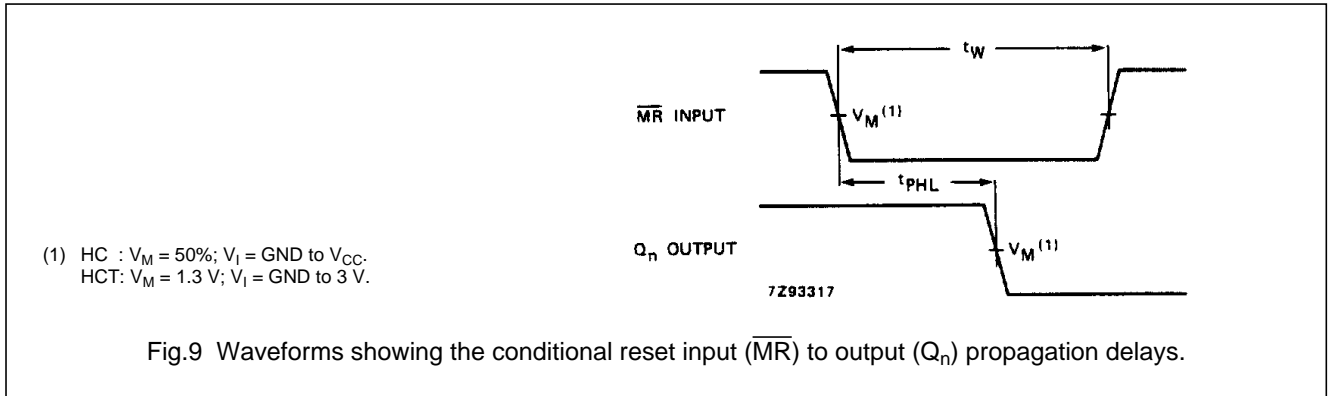 t_W
M̅R̅ INPUT
V_M (1)
t_PHL
Q_n OUTPUT
V_M (1)
7Z93317
(1) HC : V_M = 50%; V_I = GND to V_CC.
HCT: V_M = 1.3 V; V_I = GND to 3 V.
Fig.9 Waveforms showing the conditional reset input (M̅R̅) to output (Q_n) propagation delays.